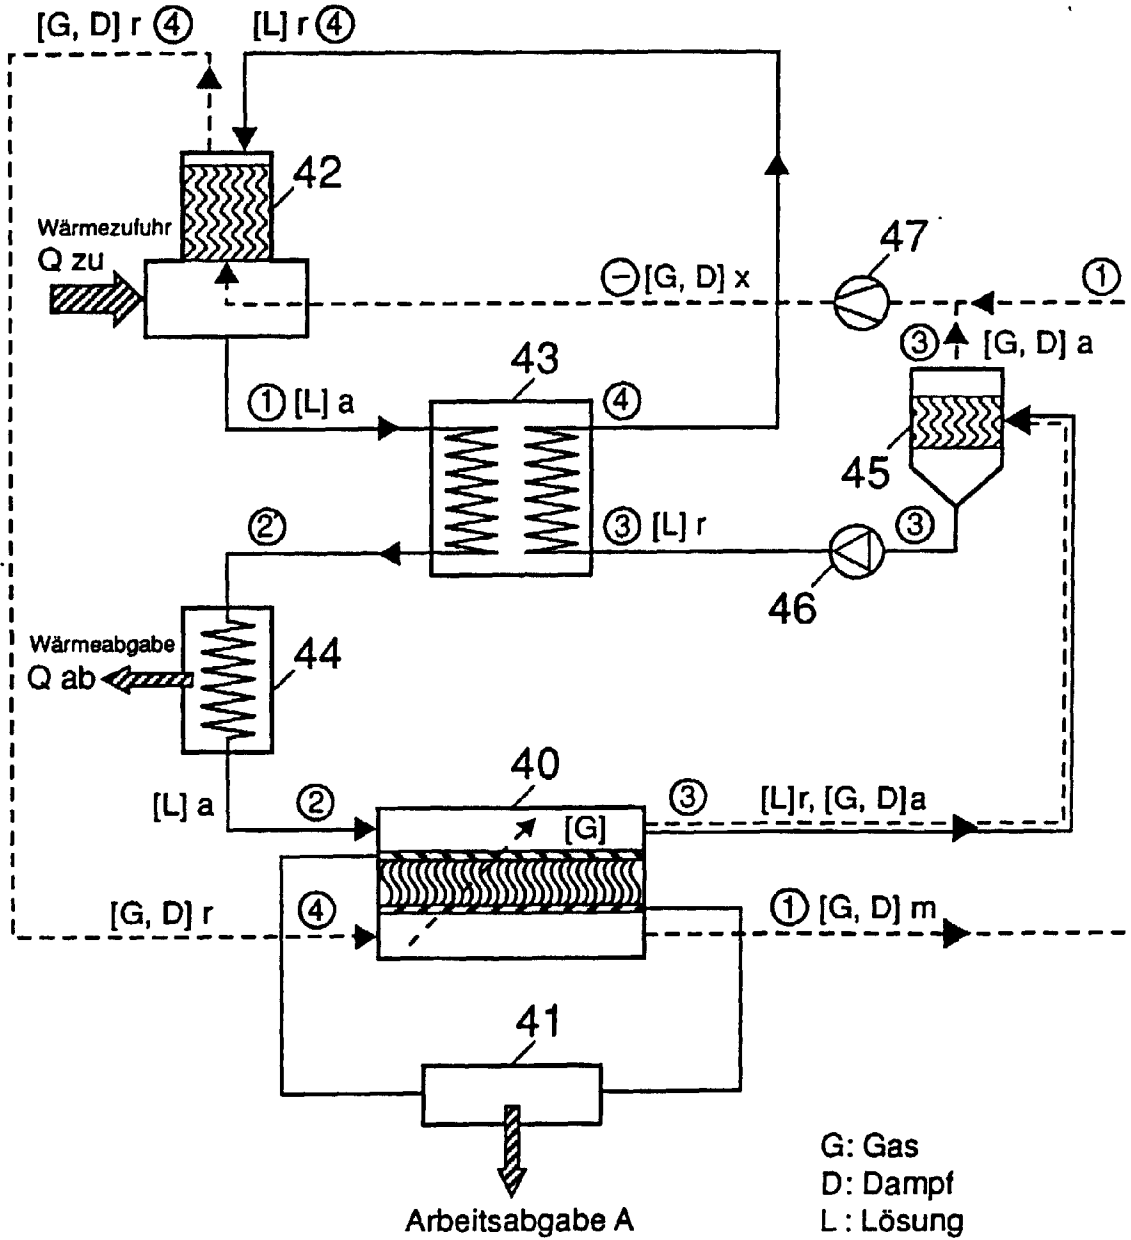 [G, D] r ④ [L] r ④
42
Wärmezufuhr
Q zu
47
⊖ [G, D] x ①
③ [G, D] a
43
① [L] a ④
45
② ③ [L] r ③
46
Wärmeabgabe
Q ab
44
40
[L] a ② ③ [L]r, [G, D]a
[G]
[G, D] r ④ ① [G, D] m
41
G: Gas
D: Dampf
L: Lösung
Arbeitsabgabe A